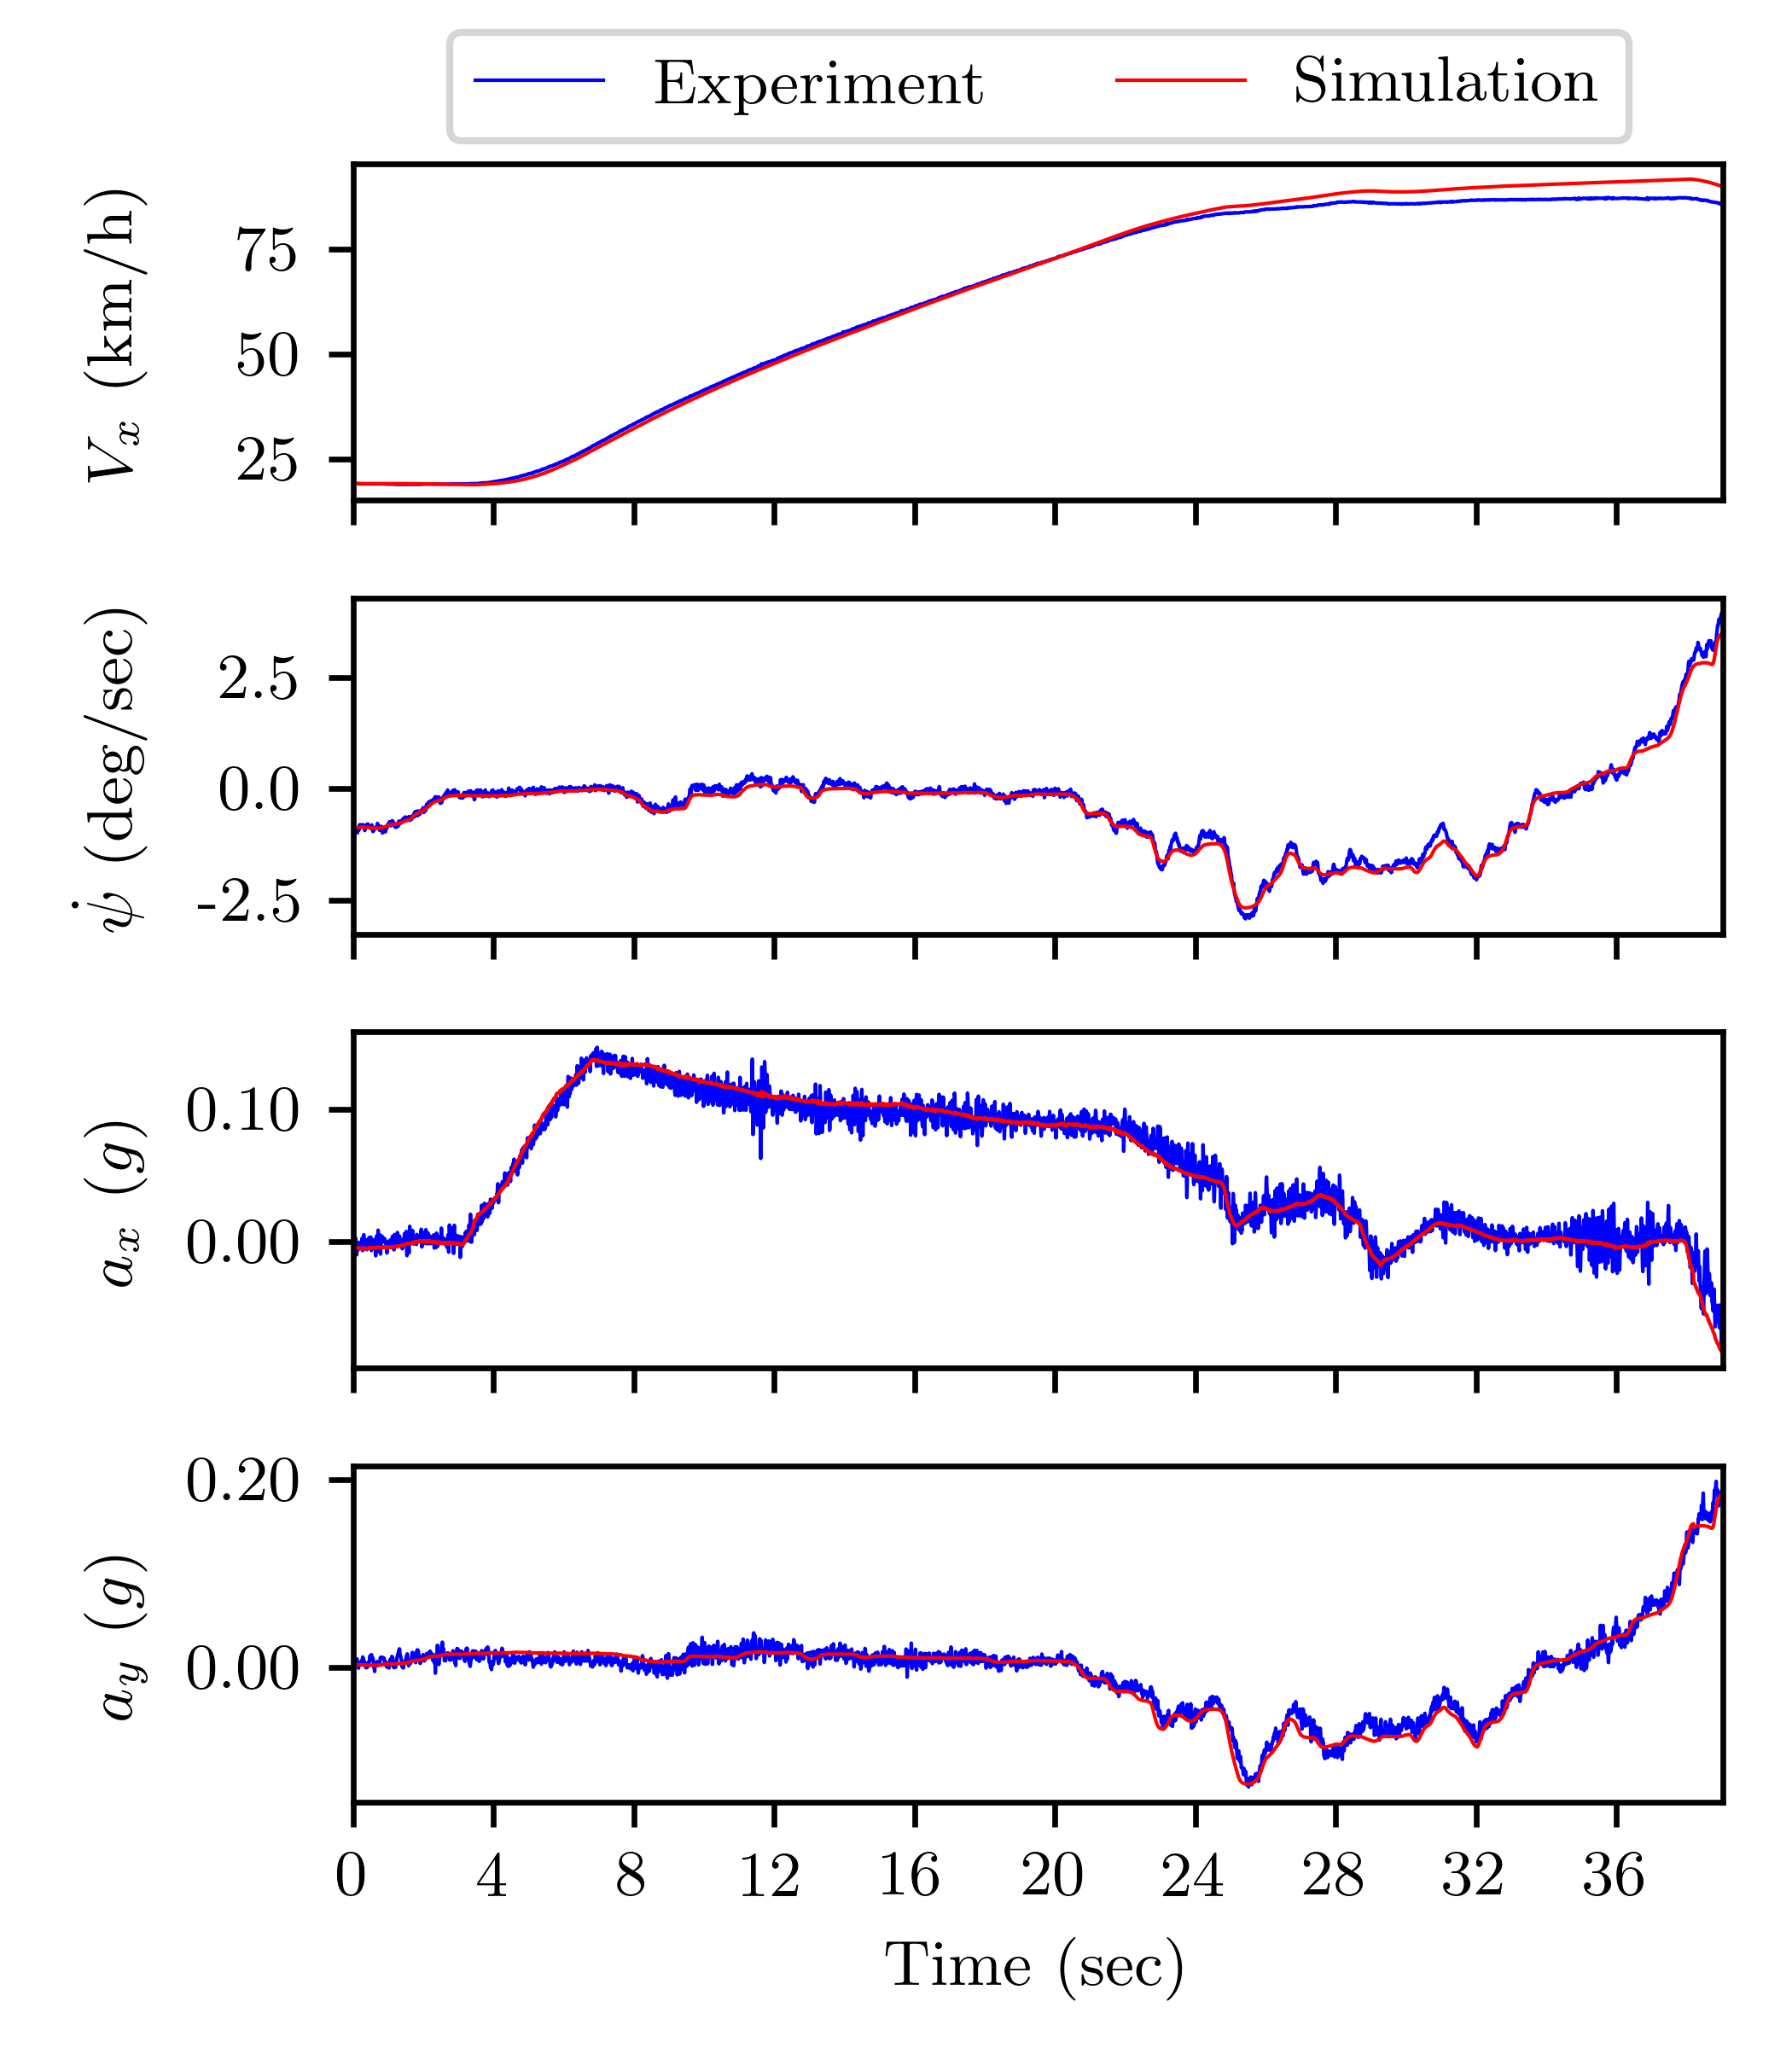 Experiment Simulation
V_x (km/h)
75
50
25
ψ̇ (deg/sec)
2.5
0.0
-2.5
a_x (g)
0.10
0.00
a_y (g)
0.20
0.00
0 4 8 12 16 20 24 28 32 36
Time (sec)